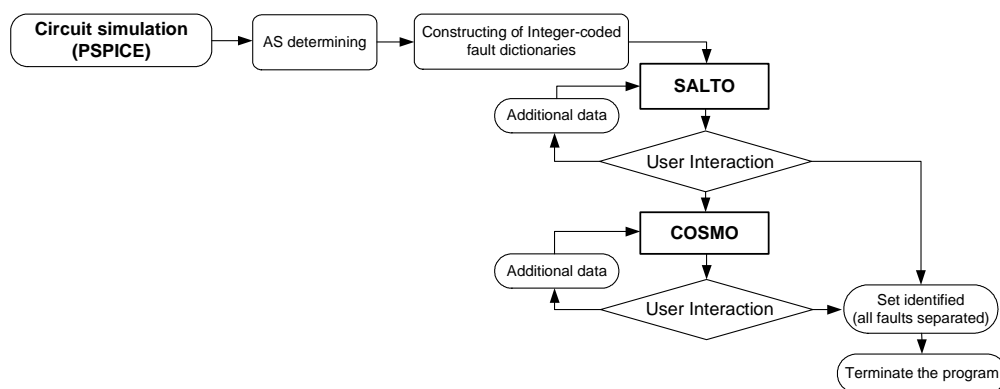 Circuit simulation
(PSPICE)
AS determining
Constructing of Integer-coded
fault dictionaries
SALTO
Additional data
User Interaction
COSMO
Additional data
User Interaction
Set identified
(all faults separated)
Terminate the program